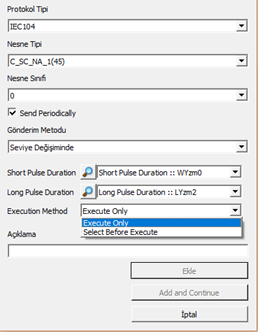 Protokol Tipi
IEC104
Nesne Tipi
C_SC_NA_1(45)
Nesne Sınıfı
0
Send Periodically
Gönderim Metodu
Seviye Değişiminde
Short Pulse Duration Short Pulse Duration :: WYzm0
Long Pulse Duration Long Pulse Duration :: LYzm2
Execution Method Execute Only
Execute Only
Select Before Execute
Açıklama
Ekle
Add and Continue
İptal